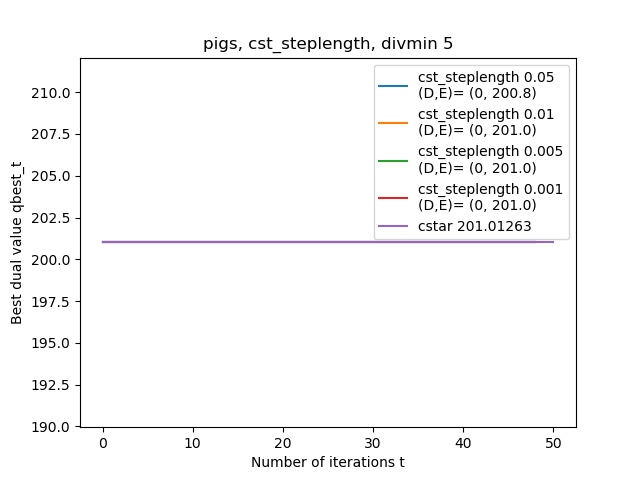 pigs, cst_steplength, divmin 5
210.0
207.5
205.0
202.5
200.0
197.5
195.0
192.5
190.0
Best dual value qbest_t
cst_steplength 0.05
(D,E)= (0, 200.8)
cst_steplength 0.01
(D,E)= (0, 201.0)
cst_steplength 0.005
(D,E)= (0, 201.0)
cst_steplength 0.001
(D,E)= (0, 201.0)
cstar 201.01263
0 10 20 30 40 50
Number of iterations t